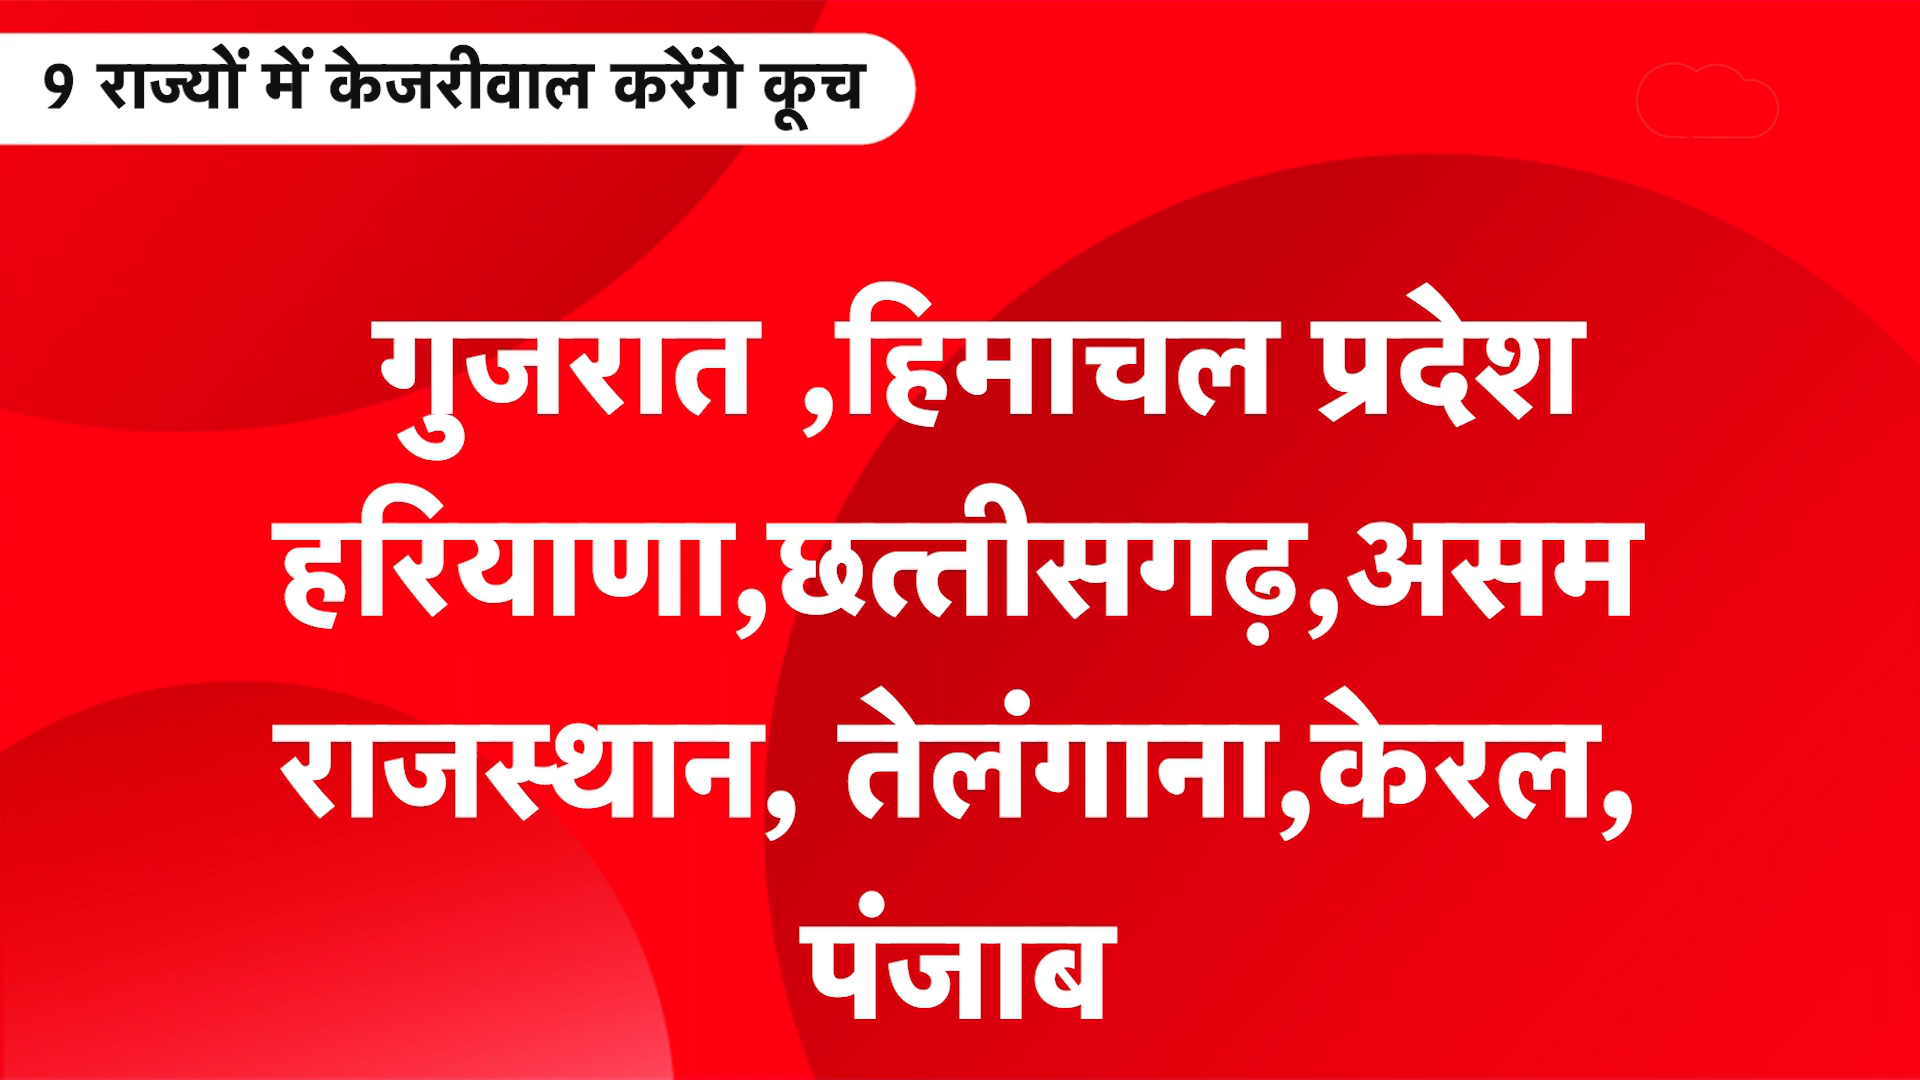 9 राज्यों में केजरीवाल करेंगे कूच
गुजरात ,हिमाचल प्रदेश
हरियाणा,छत्तीसगढ़,असम
राजस्थान, तेलंगाना,केरल,
पंजाब